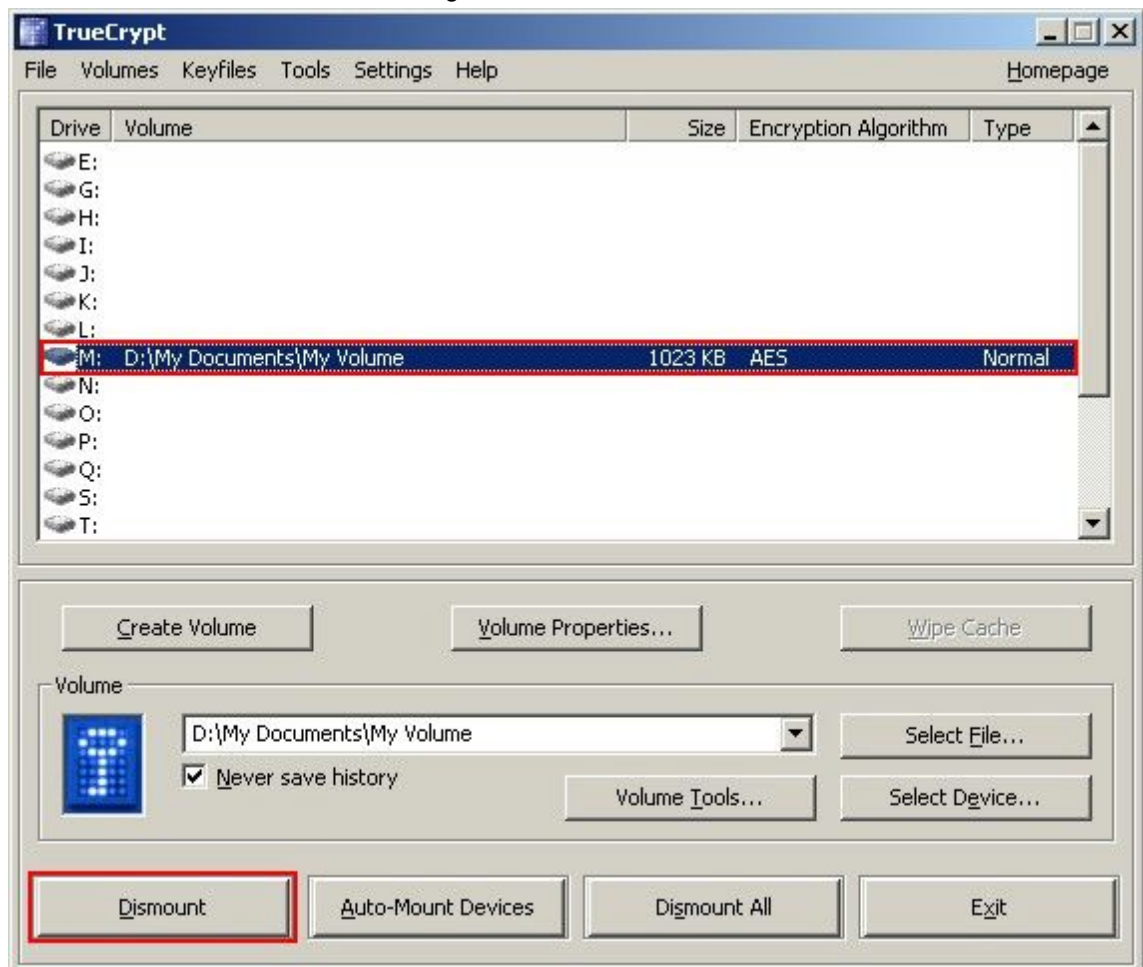 TrueCrypt
File Volumes Keyfiles Tools Settings Help Homepage
Drive Volume Size Encryption Algorithm Type
E:
G:
H:
I:
J:
K:
L:
M: D:\My Documents\My Volume 1023 KB AES Normal
N:
O:
P:
Q:
S:
T:
Create Volume Volume Properties... Wipe Cache
Volume
D:\My Documents\My Volume Select File...
Never save history
Volume Tools... Select Device...
Dismount Auto-Mount Devices Dismount All Exit